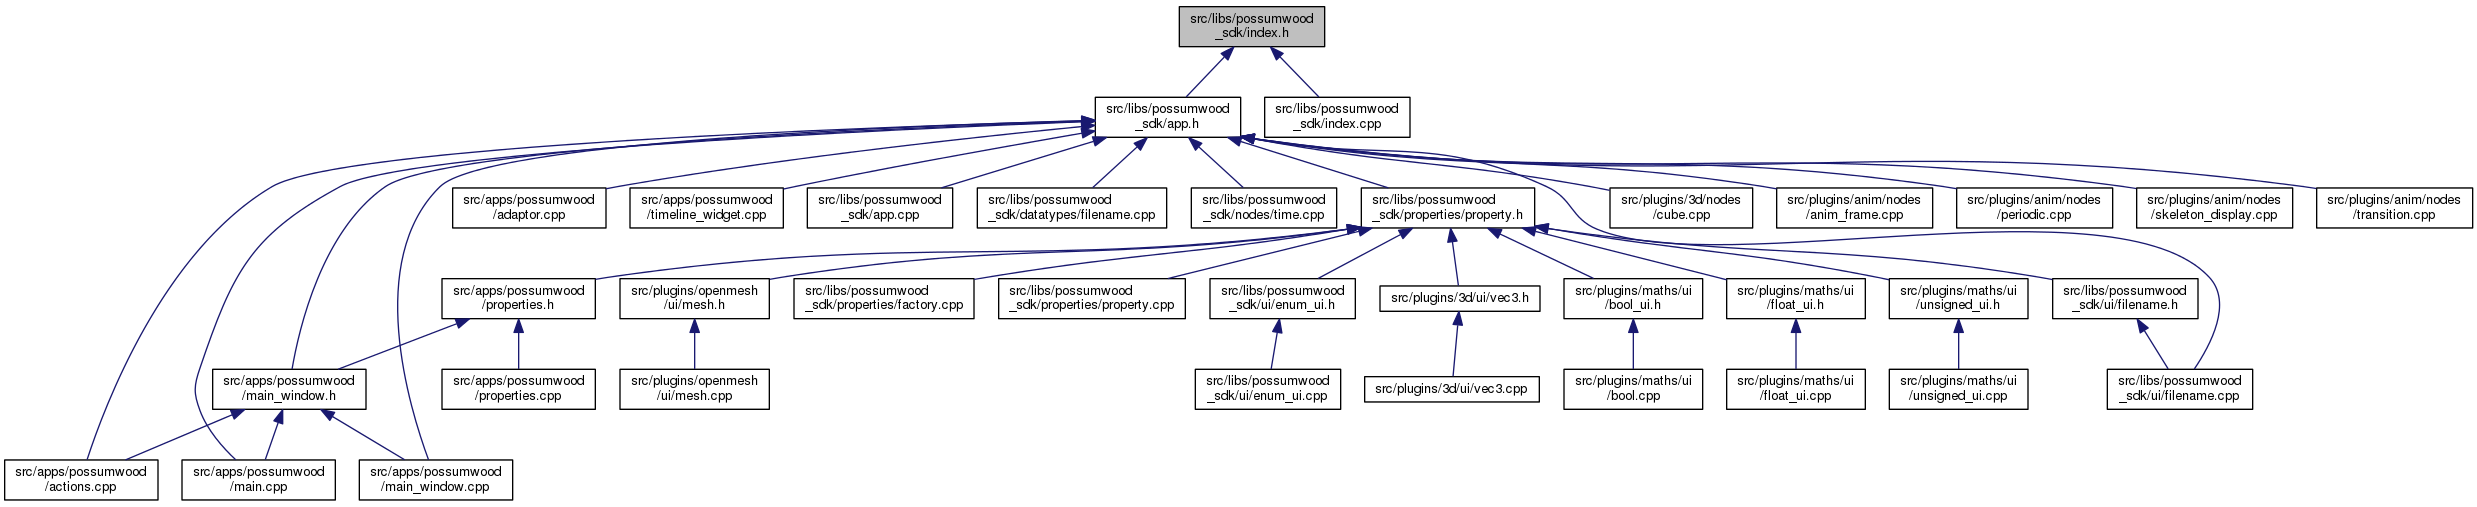 src/libs/possumwood
_sdk/index.h
src/libs/possumwood
_sdk/app.h
src/libs/possumwood
_sdk/index.cpp
src/apps/possumwood
/adaptor.cpp
src/apps/possumwood
/timeline_widget.cpp
src/libs/possumwood
_sdk/app.cpp
src/libs/possumwood
_sdk/datatypes/filename.cpp
src/libs/possumwood
_sdk/nodes/time.cpp
src/libs/possumwood
_sdk/properties/property.h
src/plugins/3d/nodes
/cube.cpp
src/plugins/anim/nodes
/anim_frame.cpp
src/plugins/anim/nodes
/periodic.cpp
src/plugins/anim/nodes
/skeleton_display.cpp
src/plugins/anim/nodes
/transition.cpp
src/apps/possumwood
/properties.h
src/plugins/openmesh
/ui/mesh.h
src/libs/possumwood
_sdk/properties/factory.cpp
src/libs/possumwood
_sdk/properties/property.cpp
src/libs/possumwood
_sdk/ui/enum_ui.h
src/plugins/3d/ui/vec3.h
src/plugins/maths/ui
/bool_ui.h
src/plugins/maths/ui
/float_ui.h
src/plugins/maths/ui
/unsigned_ui.h
src/libs/possumwood
_sdk/ui/filename.h
src/apps/possumwood
/main_window.h
src/apps/possumwood
/properties.cpp
src/plugins/openmesh
/ui/mesh.cpp
src/libs/possumwood
_sdk/ui/enum_ui.cpp
src/plugins/3d/ui/vec3.cpp
src/plugins/maths/ui
/bool.cpp
src/plugins/maths/ui
/float_ui.cpp
src/plugins/maths/ui
/unsigned_ui.cpp
src/libs/possumwood
_sdk/ui/filename.cpp
src/apps/possumwood
/actions.cpp
src/apps/possumwood
/main.cpp
src/apps/possumwood
/main_window.cpp